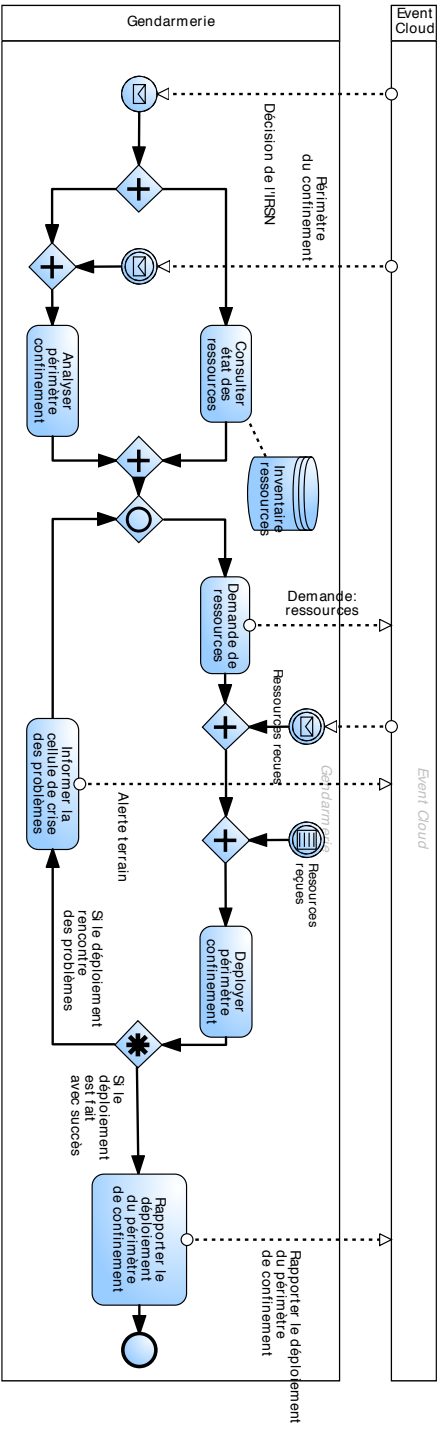 Gendarmerie
Event
Cloud
Décision de l'IRSN
Périmètre
du confinement
Analyser
périmètre
confinement
Consulter
état des
ressources
Inventaire
ressources
Demande de
ressources
Demande:
ressources
Ressources recues
Gendarmerie
Event Cloud
Resources
reçues
Informer la
cellule de crise
des problèmes
Alerte terrain
Deployer
périmétre
confinement
Si le déploiement
rencontre
des problèmes
Si le
déploiement
est fait
avec succès
Rapporter le
déploiement
du périmètre
de confinement
Rapporter le déploiement
du périmètre
de confinement